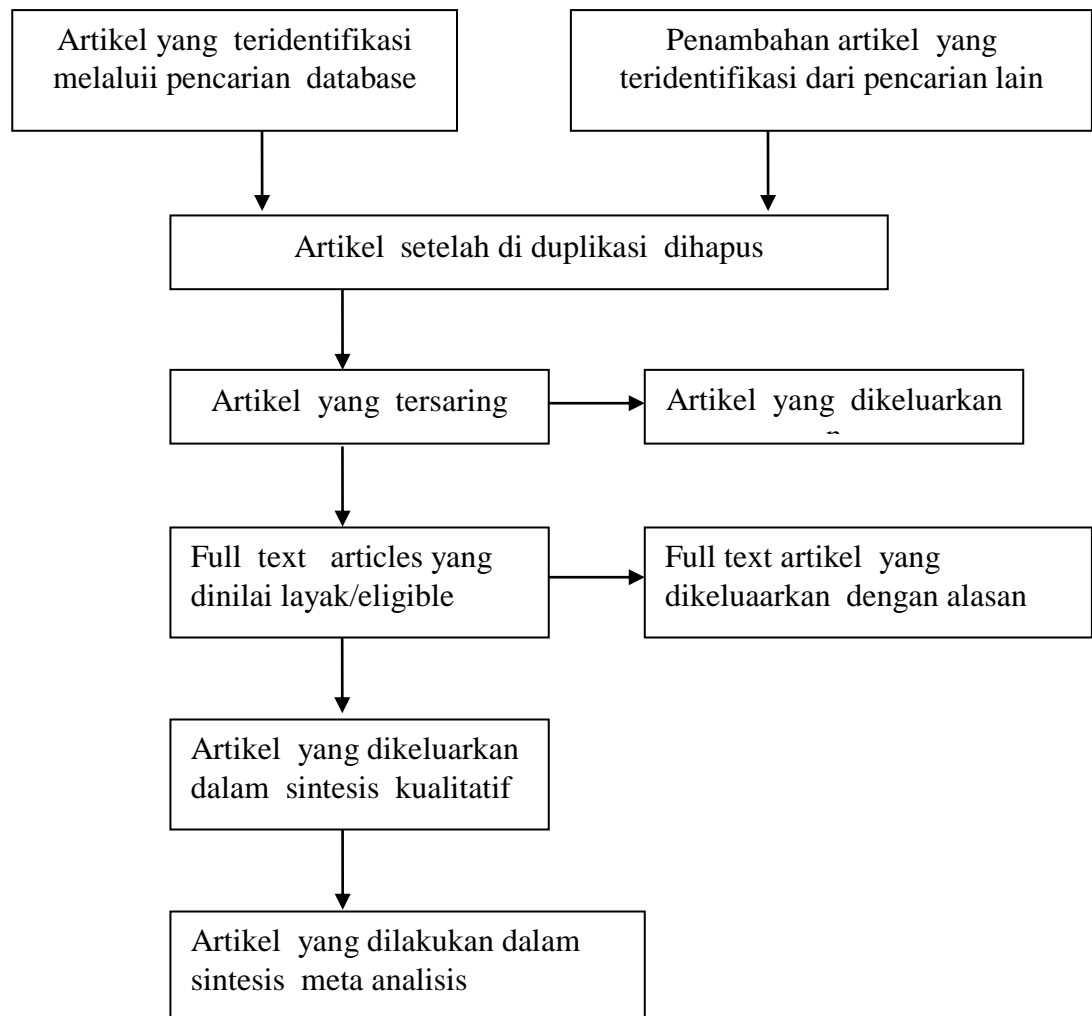 Artikel yang teridentifikasi
melaluii pencarian database
Penambahan artikel yang
teridentifikasi dari pencarian lain
Artikel setelah di duplikasi dihapus
Artikel yang tersaring
Artikel yang dikeluarkan
Full text articles yang
dinilai layak/eligible
Full text artikel yang
dikeluaarkan dengan alasan
Artikel yang dikeluarkan
dalam sintesis kualitatif
Artikel yang dilakukan dalam
sintesis meta analisis